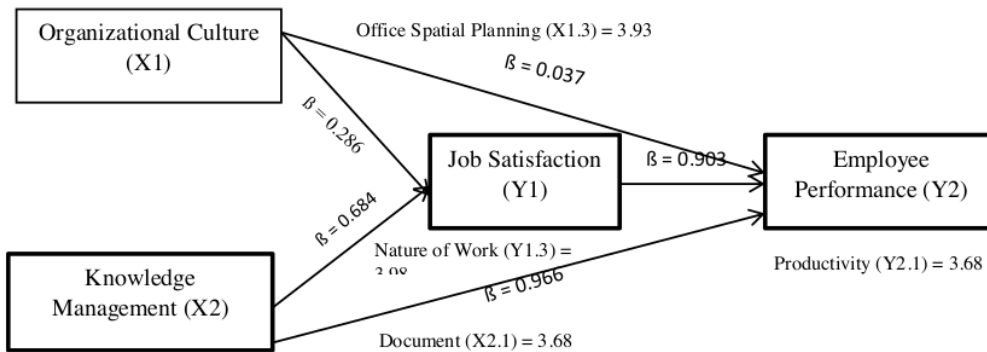 Organizational Culture
(X1)
Office Spatial Planning (X1.3) = 3.93
ß = 0.037
ß = 0.286
Job Satisfaction
(Y1)
ß = 0.903
Employee
Performance (Y2)
ß = 0.684
Nature of Work (Y1.3) =
3.98
Productivity (Y2.1) = 3.68
Knowledge
Management (X2)
ß = 0.966
Document (X2.1) = 3.68